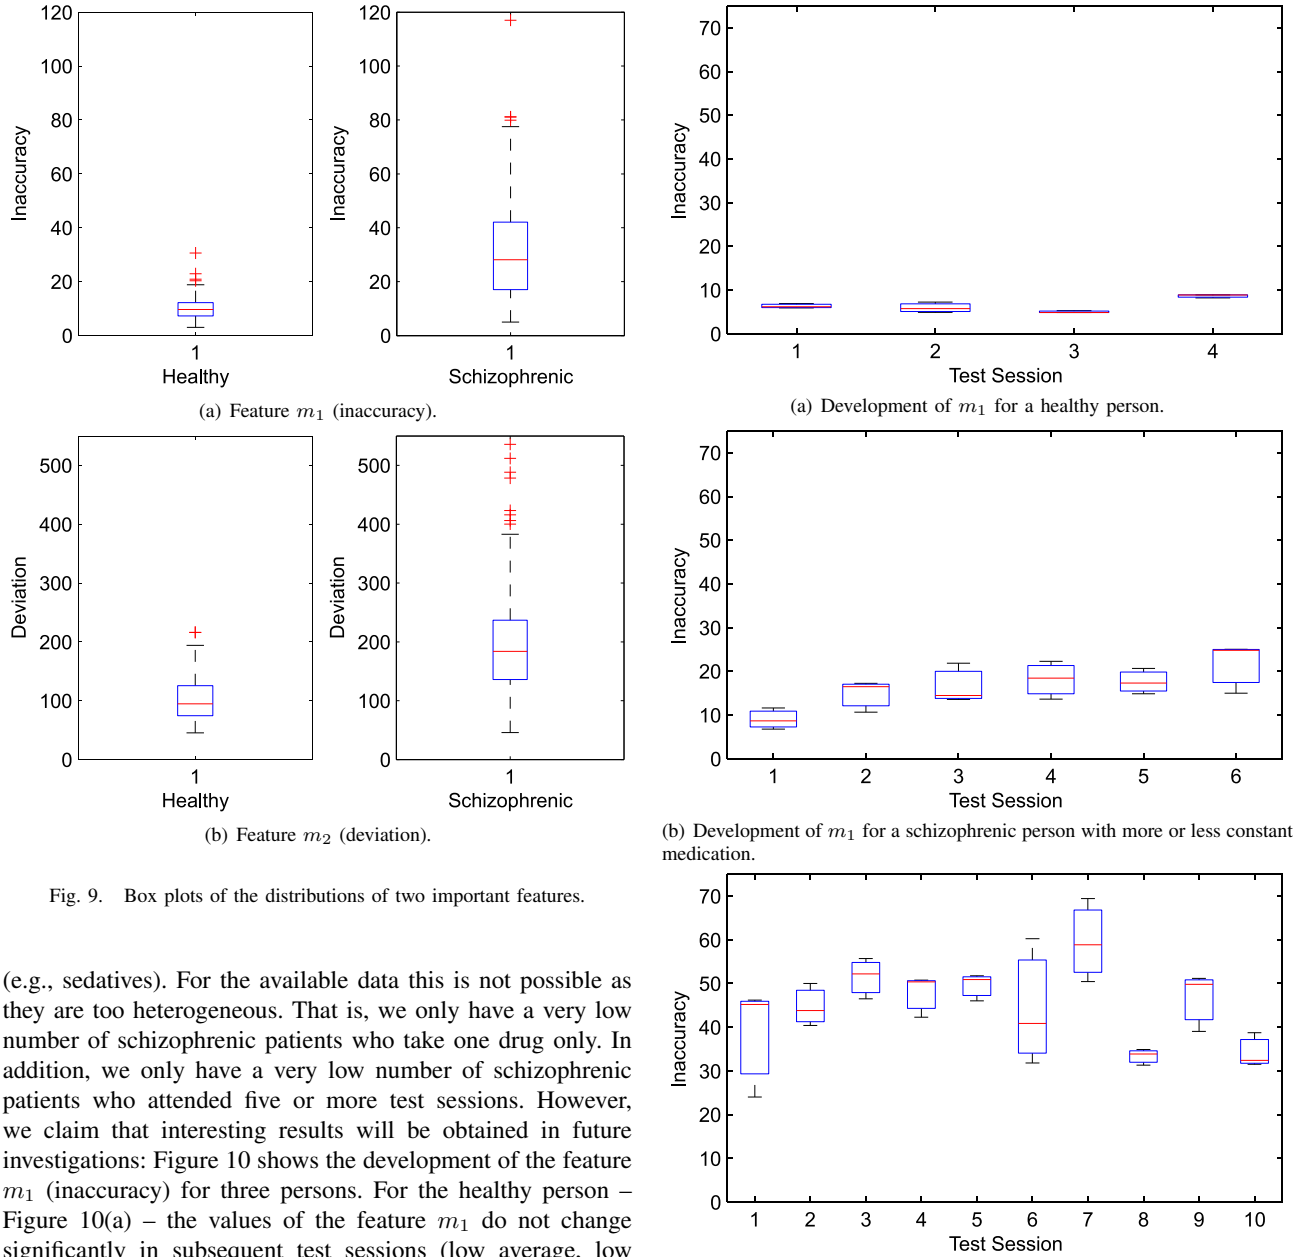 120
100
80
60
40
20
0
Inaccuracy
1
Healthy
120
100
80
60
40
20
0
Inaccuracy
1
Schizophrenic
(a) Feature m1 (inaccuracy).
500
400
300
200
100
0
Deviation
1
Healthy
500
400
300
200
100
0
Deviation
1
Schizophrenic
(b) Feature m2 (deviation).
Fig. 9. Box plots of the distributions of two important features.
(e.g., sedatives). For the available data this is not possible as
they are too heterogeneous. That is, we only have a very low
number of schizophrenic patients who take one drug only. In
addition, we only have a very low number of schizophrenic
patients who attended five or more test sessions. However,
we claim that interesting results will be obtained in future
investigations: Figure 10 shows the development of the feature
m1 (inaccuracy) for three persons. For the healthy person –
Figure 10(a) – the values of the feature m1 do not change
significantly in subsequent test sessions (low average, low
70
60
50
40
30
20
10
0
Inaccuracy
1 2 3 4
Test Session
(a) Development of m1 for a healthy person.
70
60
50
40
30
20
10
0
Inaccuracy
1 2 3 4 5 6
Test Session
(b) Development of m1 for a schizophrenic person with more or less constant
medication.
70
60
50
40
30
20
10
0
Inaccuracy
1 2 3 4 5 6 7 8 9 10
Test Session